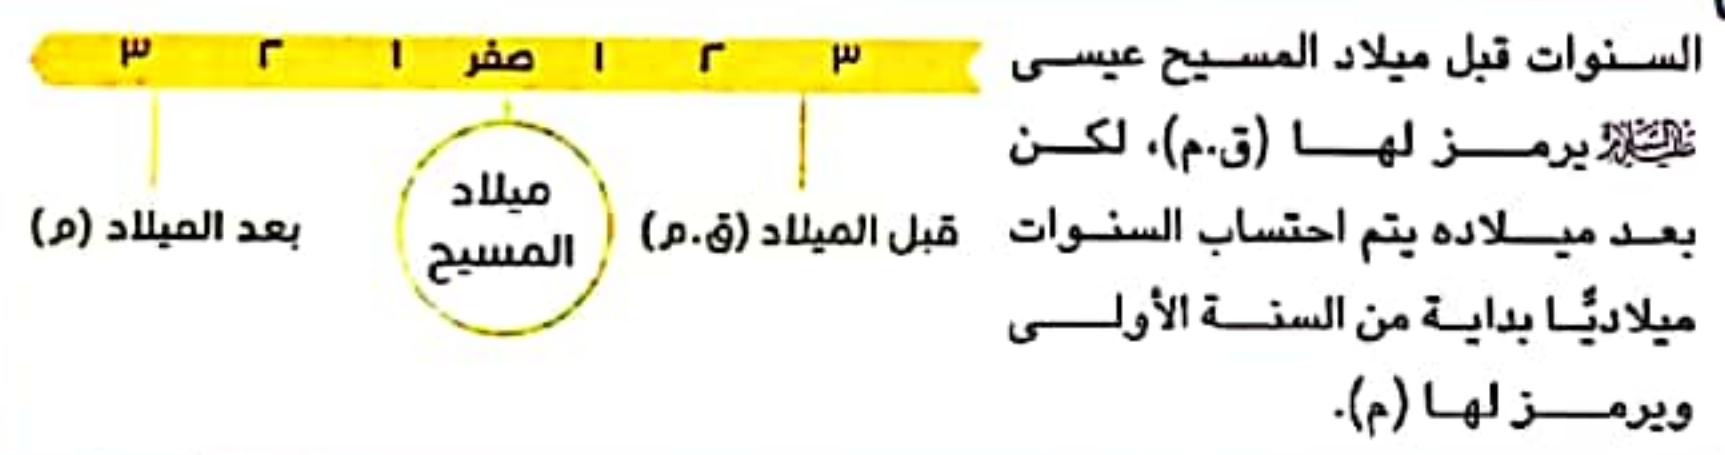 السنوات قبل ميلاد المسيح عيسى
عليه السلام يرمز لها (ق.م)، لكن
بعد ميلاده يتم احتساب السنوات
ميلاديًّا بداية من السنة الأولى
ويرمز لها (م).
٣ ٢ ١ صفر ١ ٢ ٣
قبل الميلاد (ق.م)
ميلاد
المسيح
بعد الميلاد (م)